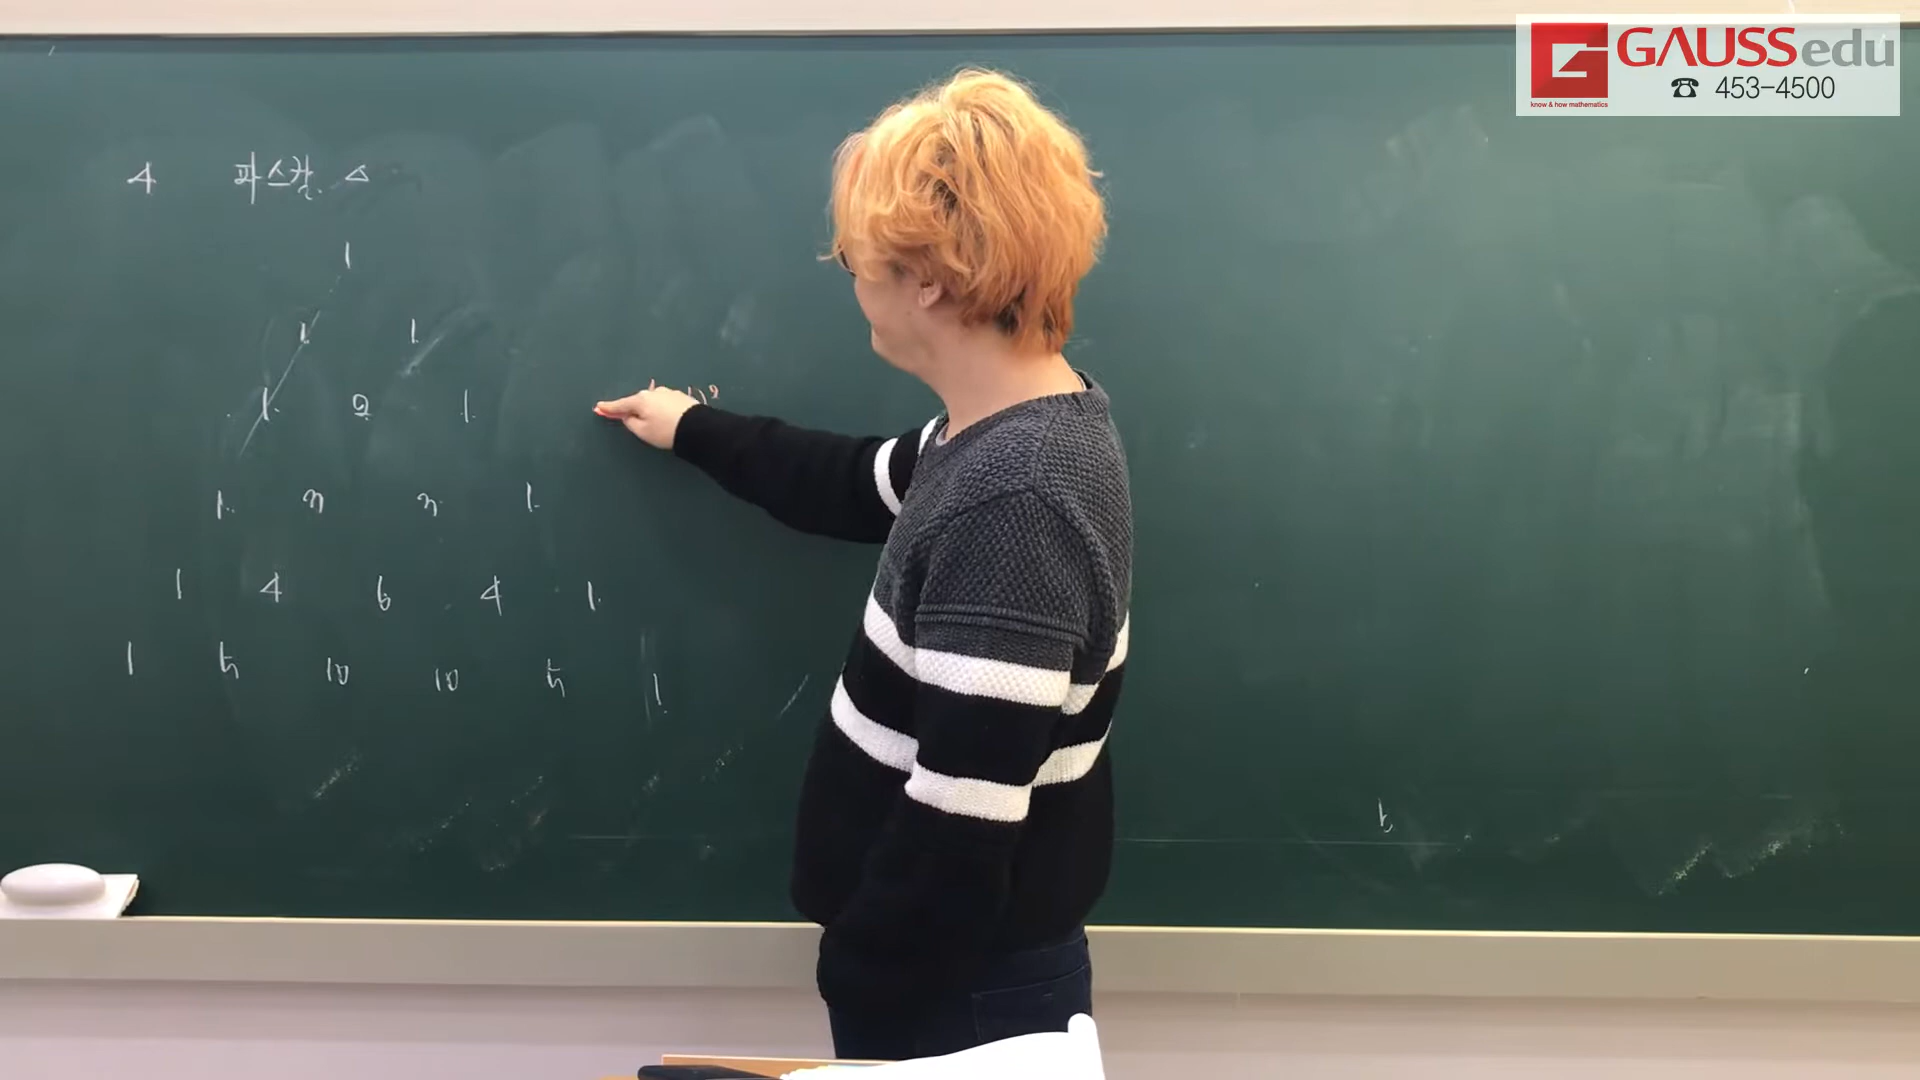 GAUSSedu
know & how mathematics
☎ 453-4500
4 파스칼 △
1
1 1
1 2 1
1 3 3 1
1 4 6 4 1
1 5 10 10 5 1